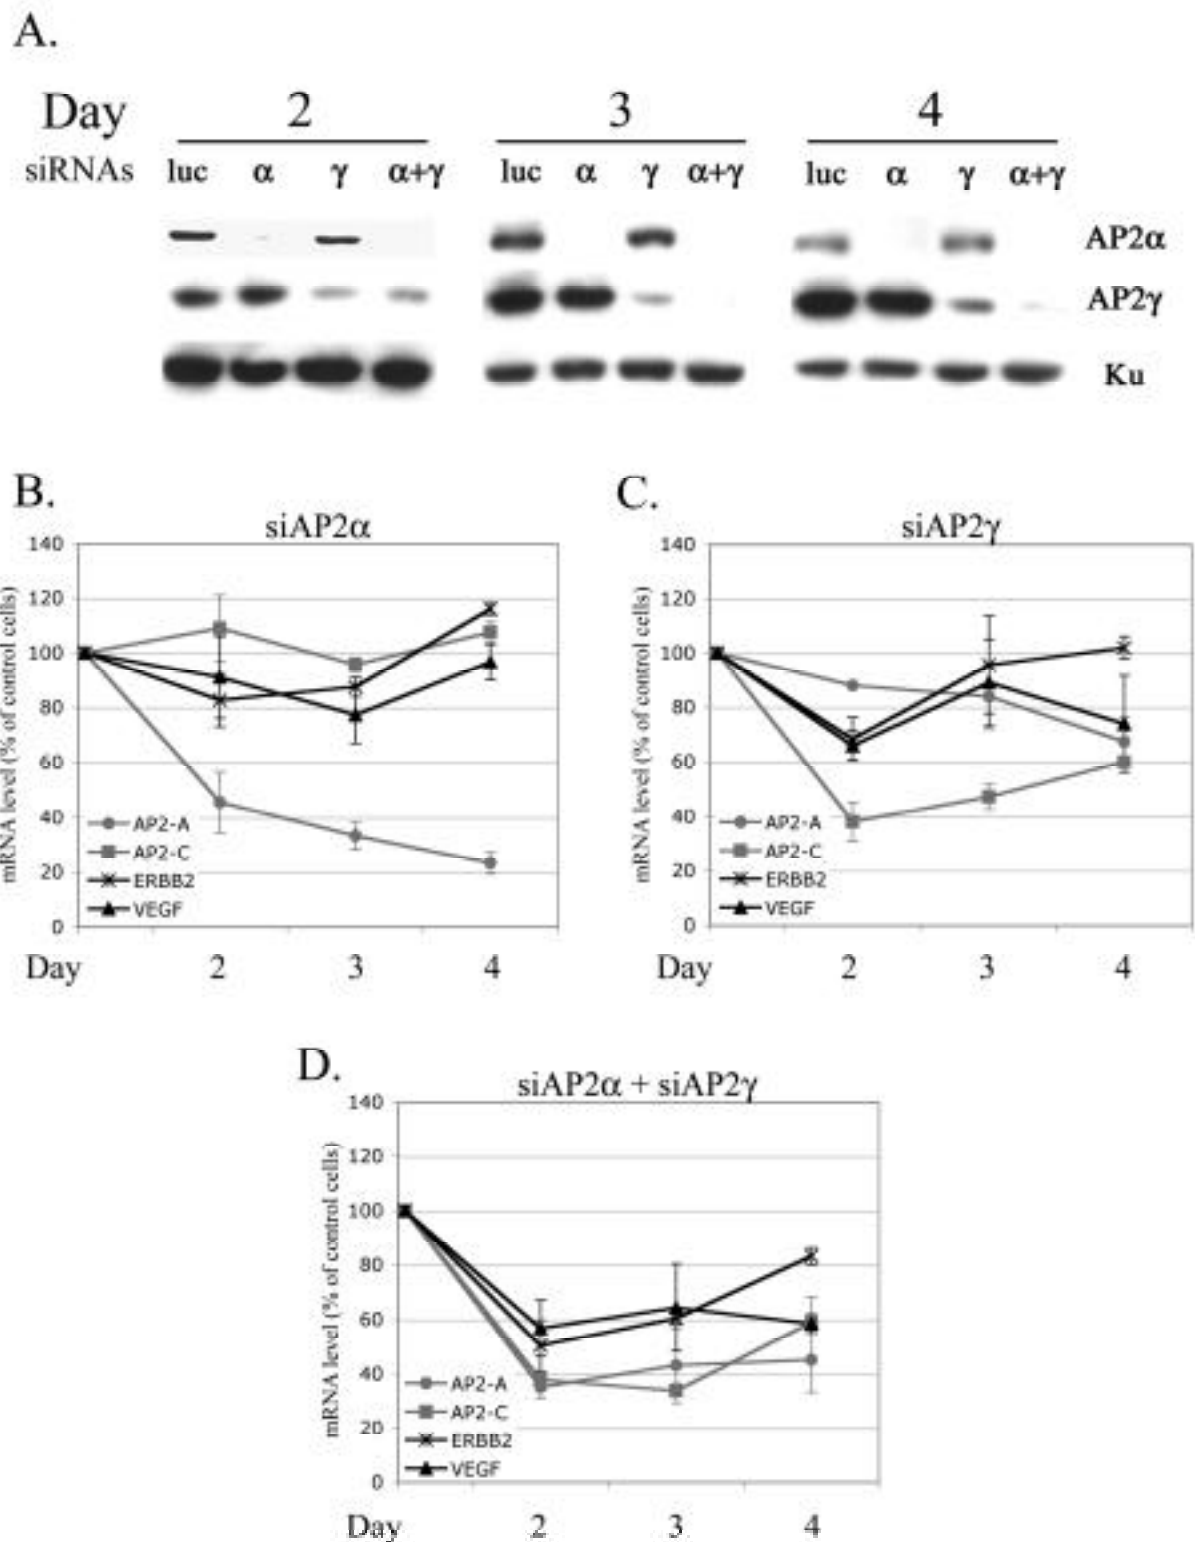 A.
Day 2 3 4
siRNAs luc α γ α+γ luc α γ α+γ luc α γ α+γ
AP2α
AP2γ
Ku
B.
siAP2α
mRNA level (% of control cells)
140
120
100
80
60
40
20
0
AP2-A
AP2-C
ERBB2
VEGF
Day 2 3 4
C.
siAP2γ
mRNA level (% of control cells)
140
120
100
80
60
40
20
0
AP2-A
AP2-C
ERBB2
VEGF
Day 2 3 4
D.
siAP2α + siAP2γ
mRNA level (% of control cells)
140
120
100
80
60
40
20
0
AP2-A
AP2-C
ERBB2
VEGF
Day 2 3 4